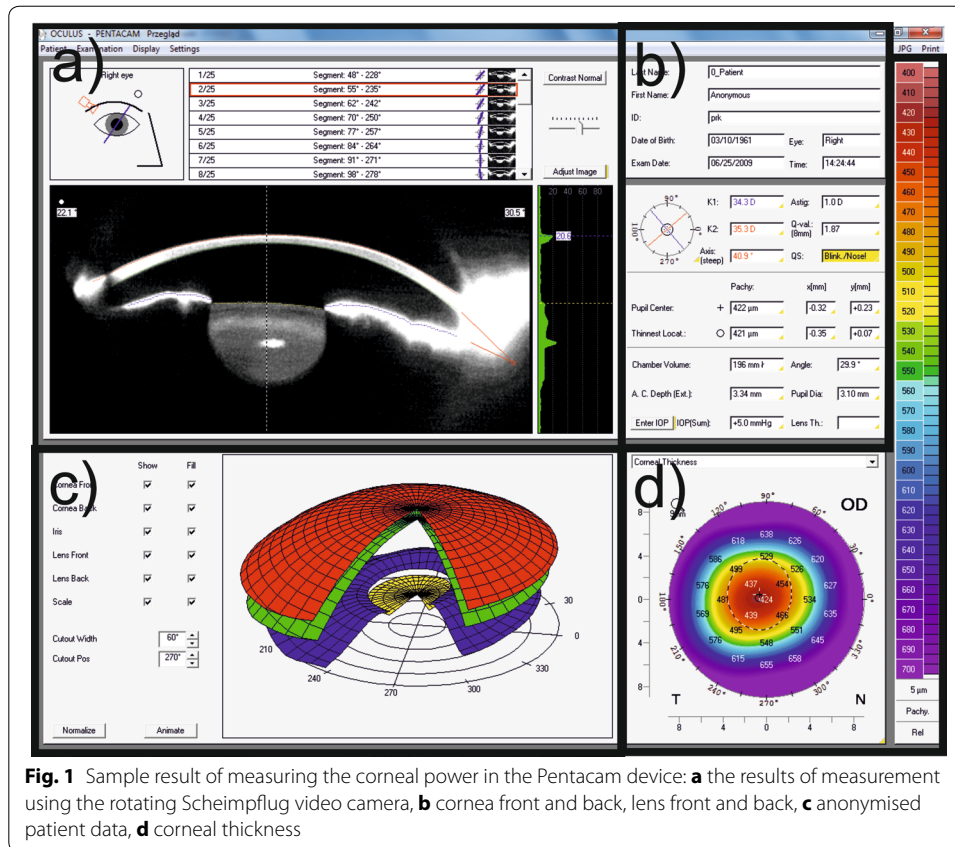 OCULUS - PENTACAM Przegląd
Patient Examination Display Settings
a)
Right eye
1/25 Segment: 48° - 228°
2/25 Segment: 55° - 235°
3/25 Segment: 62° - 242°
4/25 Segment: 70° - 250°
5/25 Segment: 77° - 257°
6/25 Segment: 84° - 264°
7/25 Segment: 91° - 271°
8/25 Segment: 98° - 278°
Contrast Normal
Adjust Image
22.1° 30.5°
20 40 60 80
20.6
b)
Last Name: 0_Patient
First Name: Anonymous
ID: prk
Date of Birth: 03/10/1961 Eye: Right
Exam Date: 06/25/2009 Time: 14:24:44
90°
180° 0°
270°
K1: 34.3 D Astig: 1.0 D
K2: 35.3 D Q-val.: (8mm) 1.87
Axis: (steep) 40.9 ° QS: Blink./Nose!
Pachy: x[mm] y[mm]
Pupil Center: + 422 µm -0.32 +0.23
Thinnest Locat.: O 421 µm -0.35 +0.07
Chamber Volume: 196 mm Angle: 29.9 °
A. C. Depth (Ext.): 3.34 mm Pupil Dia: 3.10 mm
Enter IOP IOP(Sum): +5.0 mmHg Lens Th.:
JPG Print
400
410
420
430
440
450
460
470
480
490
500
510
520
530
540
550
560
570
580
590
600
610
620
630
640
650
660
670
680
690
700
5 µm
Pachy.
Rel
c)
Show Fill
Cornea Front
Cornea Back
Iris
Lens Front
Lens Back
Scale
Cutout Width 60°
Cutout Pos 270°
Normalize Animate
30
0
330
300
270
240
210
d)
Corneal Thickness
OD
90°
120° 60°
150° 30°
180° 0°
210° 330°
240° 300°
270°
8
4
0
4
8
638
618 626
586 529 620
499 526
576 437 454 627
481 424 534
569 439 466 635
495 551
576 548 645
615 658
655
T N
8 4 0 4 8
Fig. 1 Sample result of measuring the corneal power in the Pentacam device: a the results of measurement
using the rotating Scheimpflug video camera, b cornea front and back, lens front and back, c anonymised
patient data, d corneal thickness